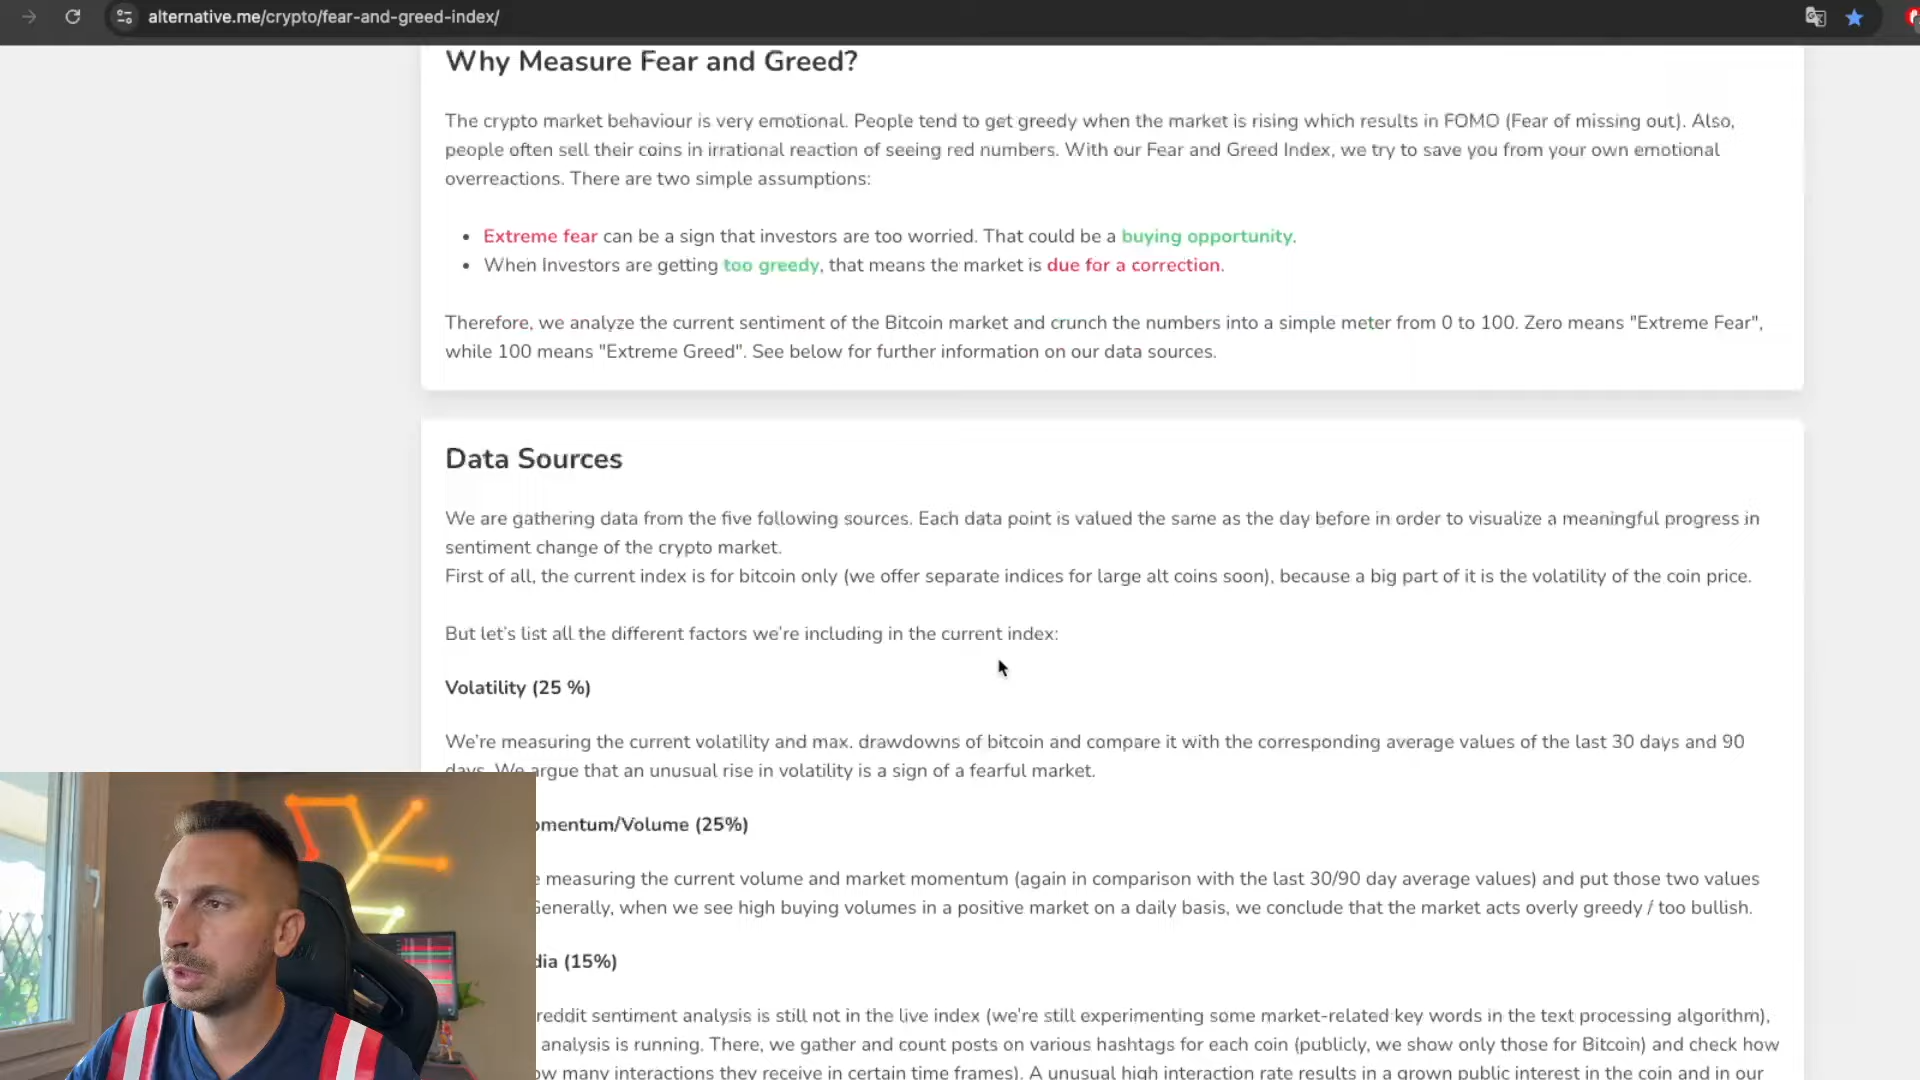 alternative.me/crypto/fear-and-greed-index/
Why Measure Fear and Greed?
The crypto market behaviour is very emotional. People tend to get greedy when the market is rising which results in FOMO (Fear of missing out). Also,
people often sell their coins in irrational reaction of seeing red numbers. With our Fear and Greed Index, we try to save you from your own emotional
overreactions. There are two simple assumptions:
• Extreme fear can be a sign that investors are too worried. That could be a buying opportunity.
• When Investors are getting too greedy, that means the market is due for a correction.
Therefore, we analyze the current sentiment of the Bitcoin market and crunch the numbers into a simple meter from 0 to 100. Zero means "Extreme Fear",
while 100 means "Extreme Greed". See below for further information on our data sources.
Data Sources
We are gathering data from the five following sources. Each data point is valued the same as the day before in order to visualize a meaningful progress in
sentiment change of the crypto market.
First of all, the current index is for bitcoin only (we offer separate indices for large alt coins soon), because a big part of it is the volatility of the coin price.
But let's list all the different factors we're including in the current index:
Volatility (25 %)
We're measuring the current volatility and max. drawdowns of bitcoin and compare it with the corresponding average values of the last 30 days and 90
days. We argue that an unusual rise in volatility is a sign of a fearful market.
omentum/Volume (25%)
e measuring the current volume and market momentum (again in comparison with the last 30/90 day average values) and put those two values
Generally, when we see high buying volumes in a positive market on a daily basis, we conclude that the market acts overly greedy / too bullish.
dia (15%)
reddit sentiment analysis is still not in the live index (we're still experimenting some market-related key words in the text processing algorithm),
analysis is running. There, we gather and count posts on various hashtags for each coin (publicly, we show only those for Bitcoin) and check how
ow many interactions they receive in certain time frames). A unusual high interaction rate results in a grown public interest in the coin and in our